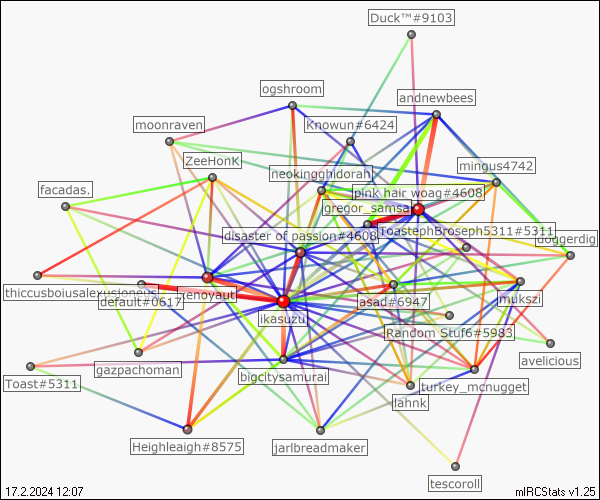 Duck™#9103
ogshroom
andnewbees
moonraven
Knowun#6424
ZeeHonK
mingus4742
neokingghidorah
facadas.
pink hair woag#4608
gregor_samsa
disaster of passion#4608
ToastephBroseph5311#5311
doggerdig
thiccusboiusalexus
default#0617
renoyaut
asad#6947
mukszi
ikasuzu
Random Stuf6#5983
avelicious
gazpachoman
bigcitysamurai
Toast#5311
turkey_mcnugget
lahnk
Heighleigh#8575
jarlbreadmaker
tescoroll
17.2.2024 12:07
mIRCStats v1.25